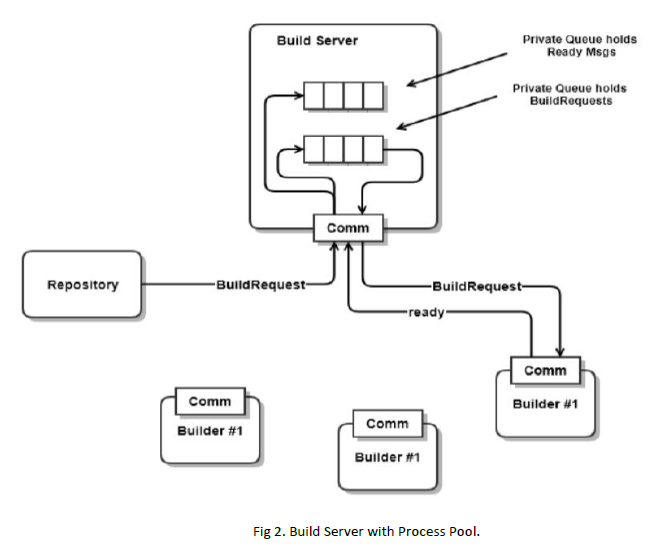 Build Server
Private Queue holds
Ready Msgs
Private Queue holds
BuildRequests
Comm
Repository
BuildRequest
BuildRequest
ready
Comm
Builder #1
Comm
Builder #1
Comm
Builder #1
Fig 2. Build Server with Process Pool.